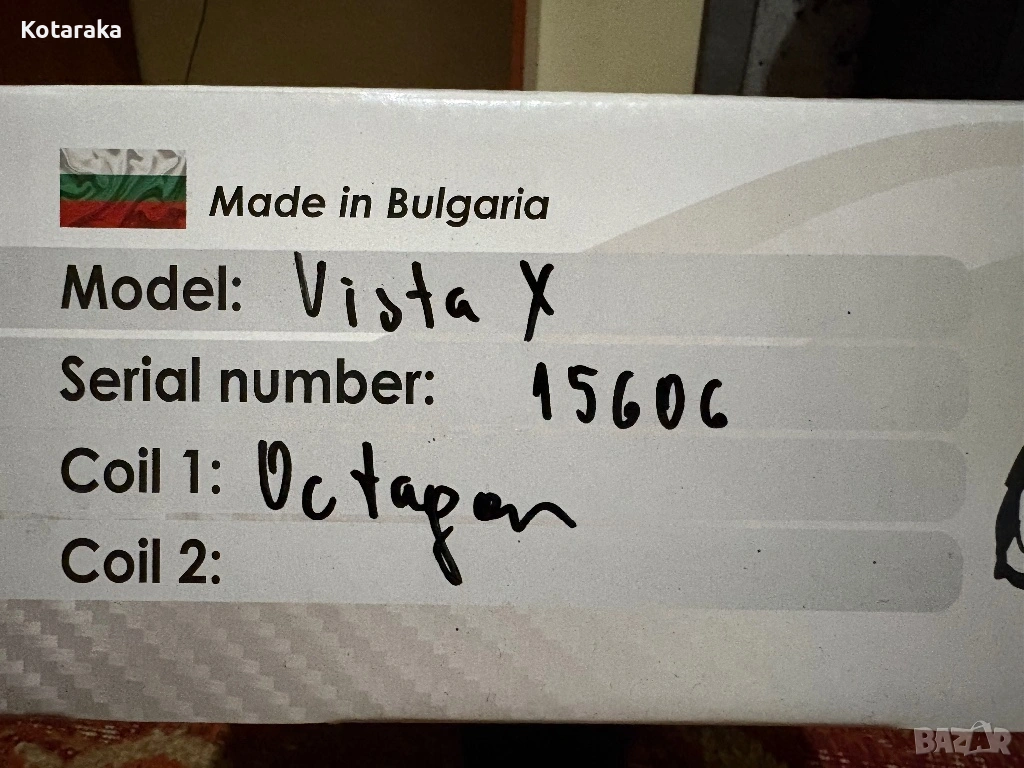 Kotaraka
Made in Bulgaria
Model: Vista X
Serial number: 15606
Coil 1: Octagon
Coil 2:
BAZAR